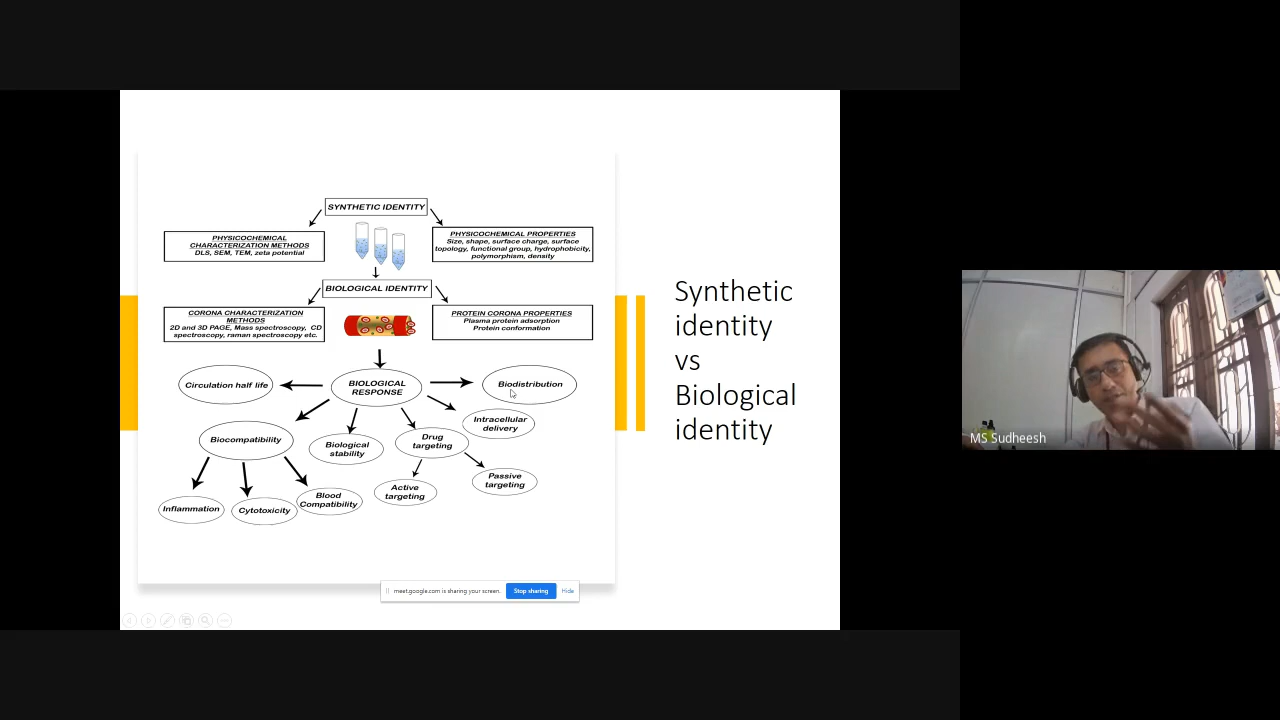 SYNTHETIC IDENTITY
PHYSICOCHEMICAL
CHARACTERIZATION METHODS
DLS, SEM, TEM, zeta potential
PHYSICOCHEMICAL PROPERTIES
Size, shape, surface charge, surface
topology, functional group, hydrophobicity,
polymorphism, density
BIOLOGICAL IDENTITY
CORONA CHARACTERIZATION
METHODS
2D and 3D PAGE, Mass spectroscopy, CD
spectroscopy, raman spectroscopy etc.
PROTEIN CORONA PROPERTIES
Plasma protein adsorption
Protein conformation
Circulation half life
BIOLOGICAL
RESPONSE
Biodistribution
Intracellular
delivery
Biocompatibility
Biological
stability
Drug
targeting
Passive
targeting
Active
targeting
Inflammation
Cytotoxicity
Blood
Compatibility
Synthetic
identity
vs
Biological
identity
MS Sudheesh
meet.google.com is sharing your screen.
Stop sharing
Hide